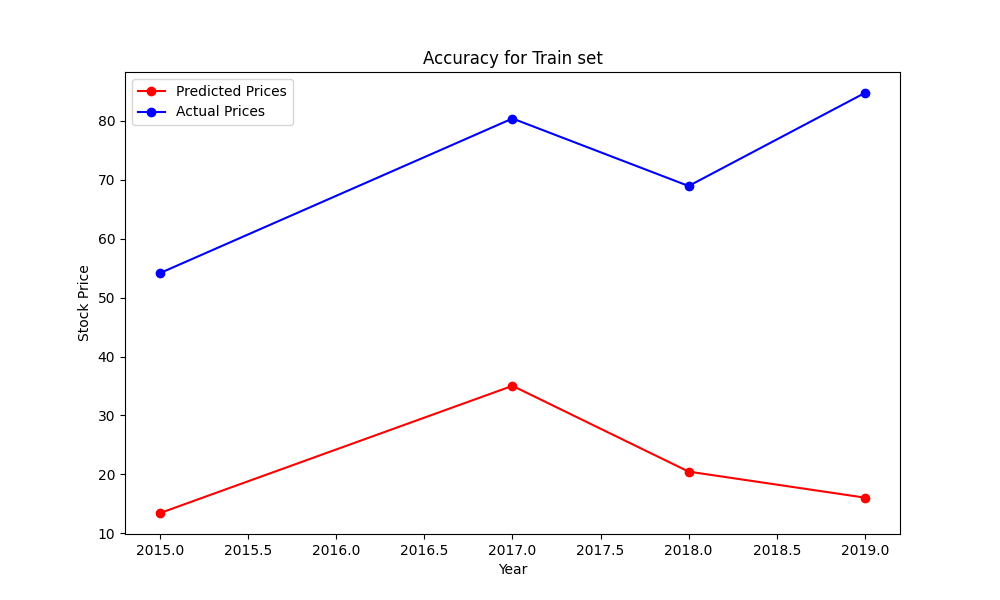 Accuracy for Train set
Predicted Prices
Actual Prices
80
70
60
50
40
30
20
10
Stock Price
2015.0 2015.5 2016.0 2016.5 2017.0 2017.5 2018.0 2018.5 2019.0
Year